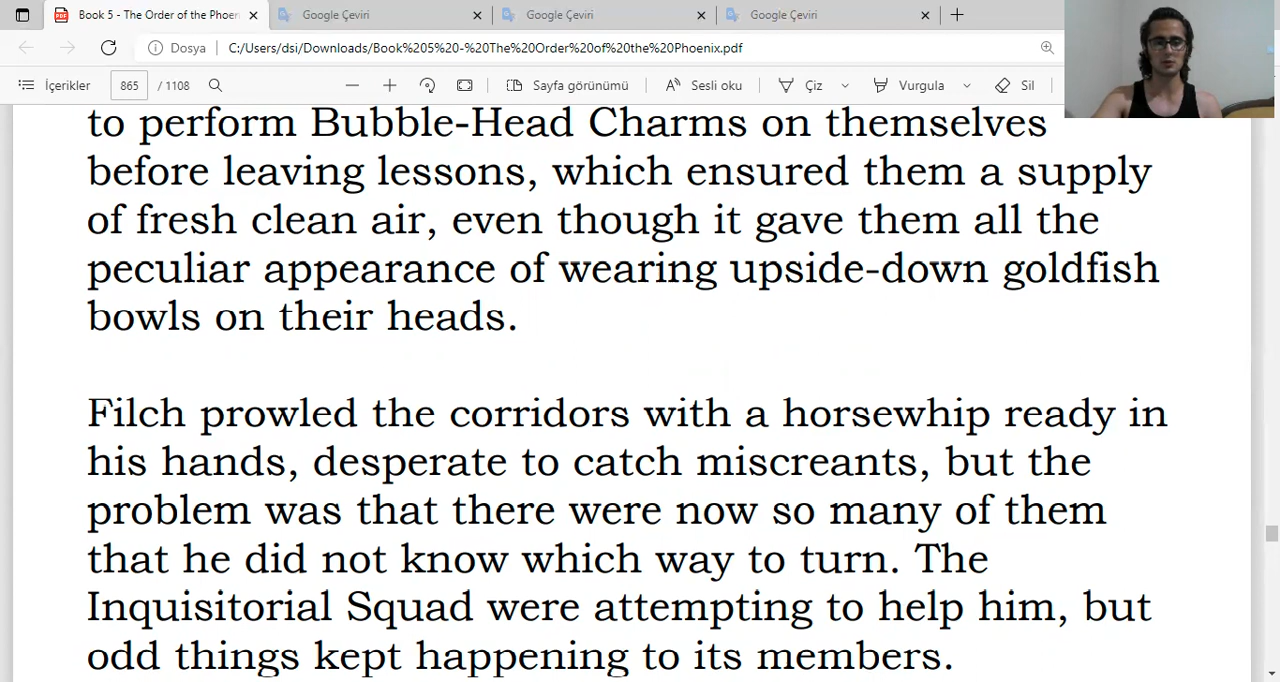 Book 5 - The Order of the Phoen
Google Çeviri
Google Çeviri
Google Çeviri
Dosya
C:/Users/dsi/Downloads/Book%205%20-%20The%20Order%20of%20the%20Phoenix.pdf
İçerikler
865
/ 1108
Sayfa görünümü
Sesli oku
Çiz
Vurgula
Sil
to perform Bubble-Head Charms on themselves
before leaving lessons, which ensured them a supply
of fresh clean air, even though it gave them all the
peculiar appearance of wearing upside-down goldfish
bowls on their heads.
Filch prowled the corridors with a horsewhip ready in
his hands, desperate to catch miscreants, but the
problem was that there were now so many of them
that he did not know which way to turn. The
Inquisitorial Squad were attempting to help him, but
odd things kept happening to its members.